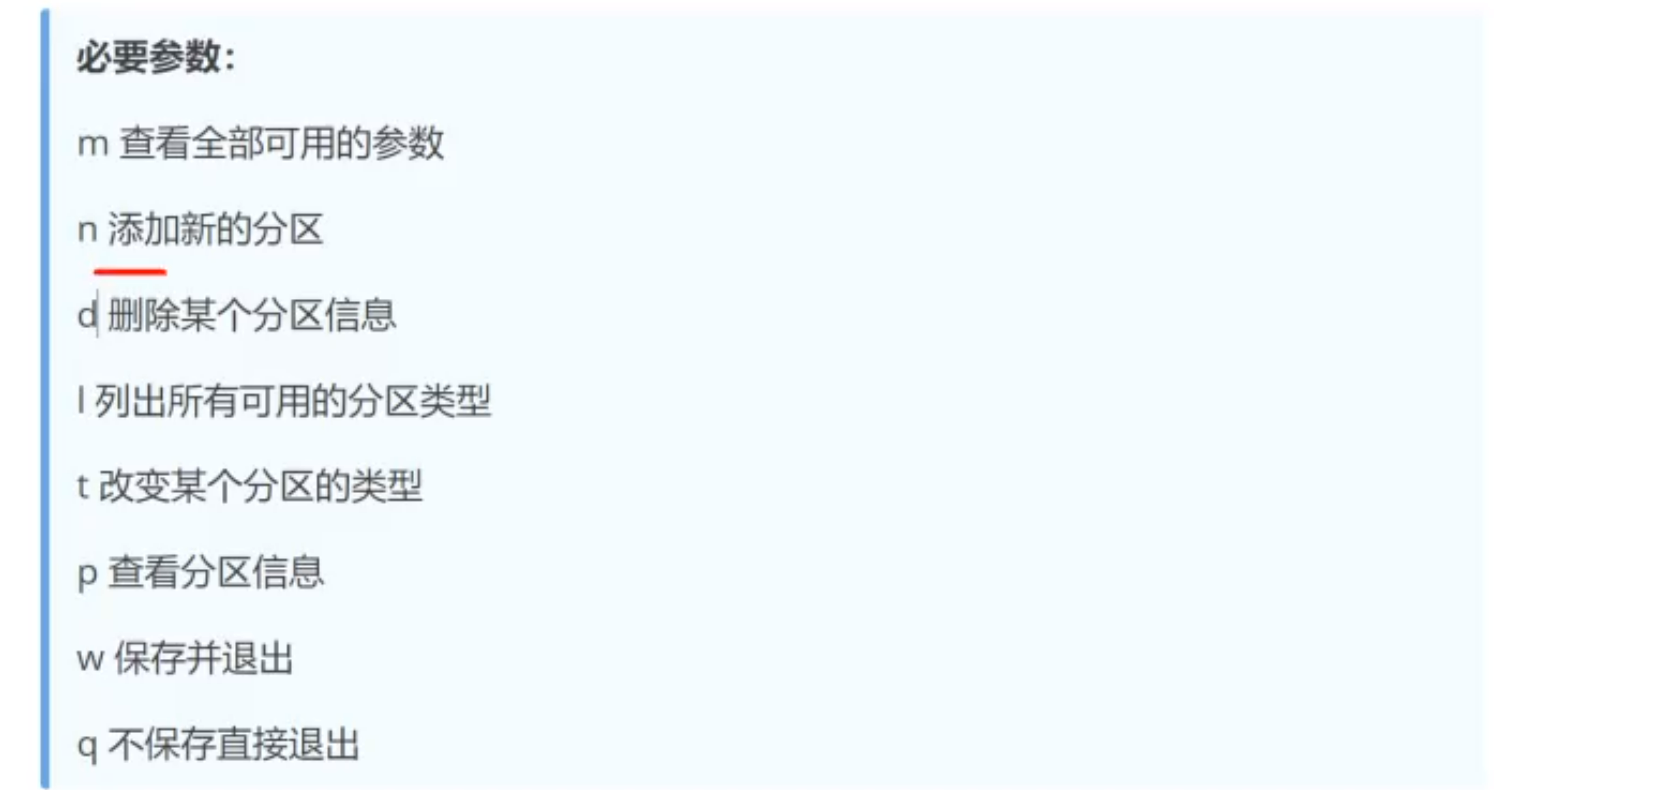 必要参数：
m 查看全部可用的参数
n 添加新的分区
d 删除某个分区信息
l 列出所有可用的分区类型
t 改变某个分区的类型
p 查看分区信息
w 保存并退出
q 不保存直接退出